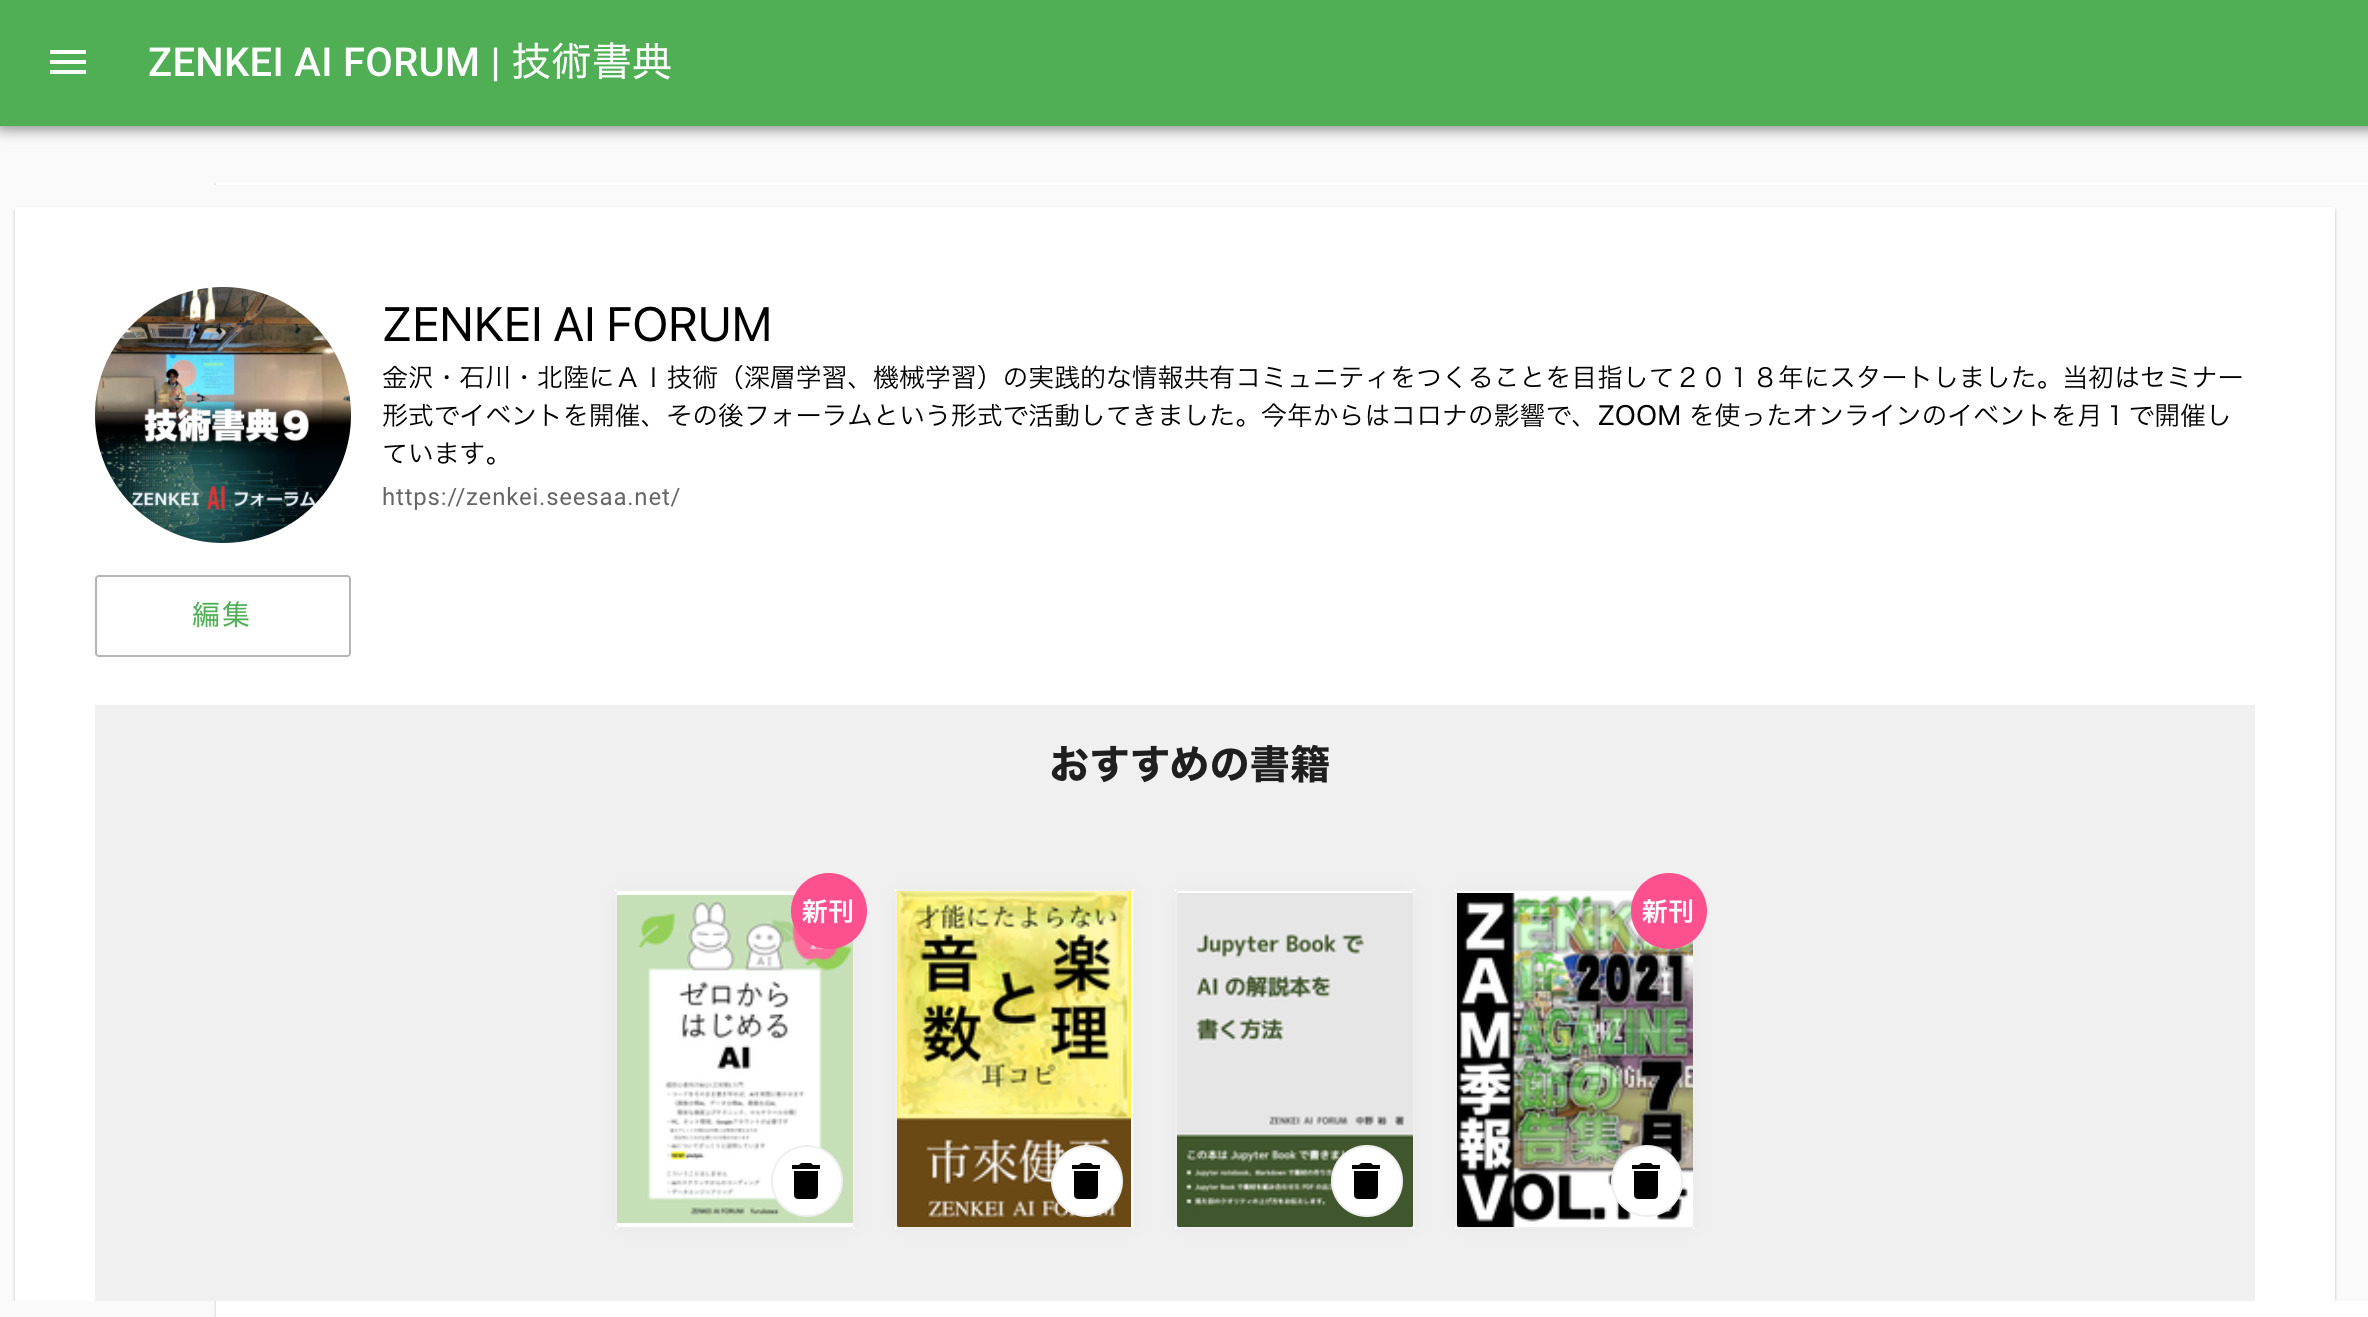 ZENKEI AI FORUM | 技術書典
技術書典9
ZENKEI AI フォーラム
ZENKEI AI FORUM
金沢・石川・北陸にＡＩ技術（深層学習、機械学習）の実践的な情報共有コミュニティをつくることを目指して２０１８年にスタートしました。当初はセミナー
形式でイベントを開催、その後フォーラムという形式で活動してきました。今年からはコロナの影響で、ZOOM を使ったオンラインのイベントを月１で開催し
ています。
https://zenkei.seesaa.net/
編集
おすすめの書籍
新刊
AI
ゼロから
はじめる
AI
ZENKEI AI FORUM furukawa
才能にたよらない
音楽
と
数理
耳コピ
市來健
ZENKEI AI FO
Jupyter Book で
AI の解説本を
書く方法
ZENKEI AI FORUM 中野 裕 著
この本は Jupyter Book で書きま
新刊
ZAM季報V
2021
AGAZINE
節の
告集
7
月
OL.